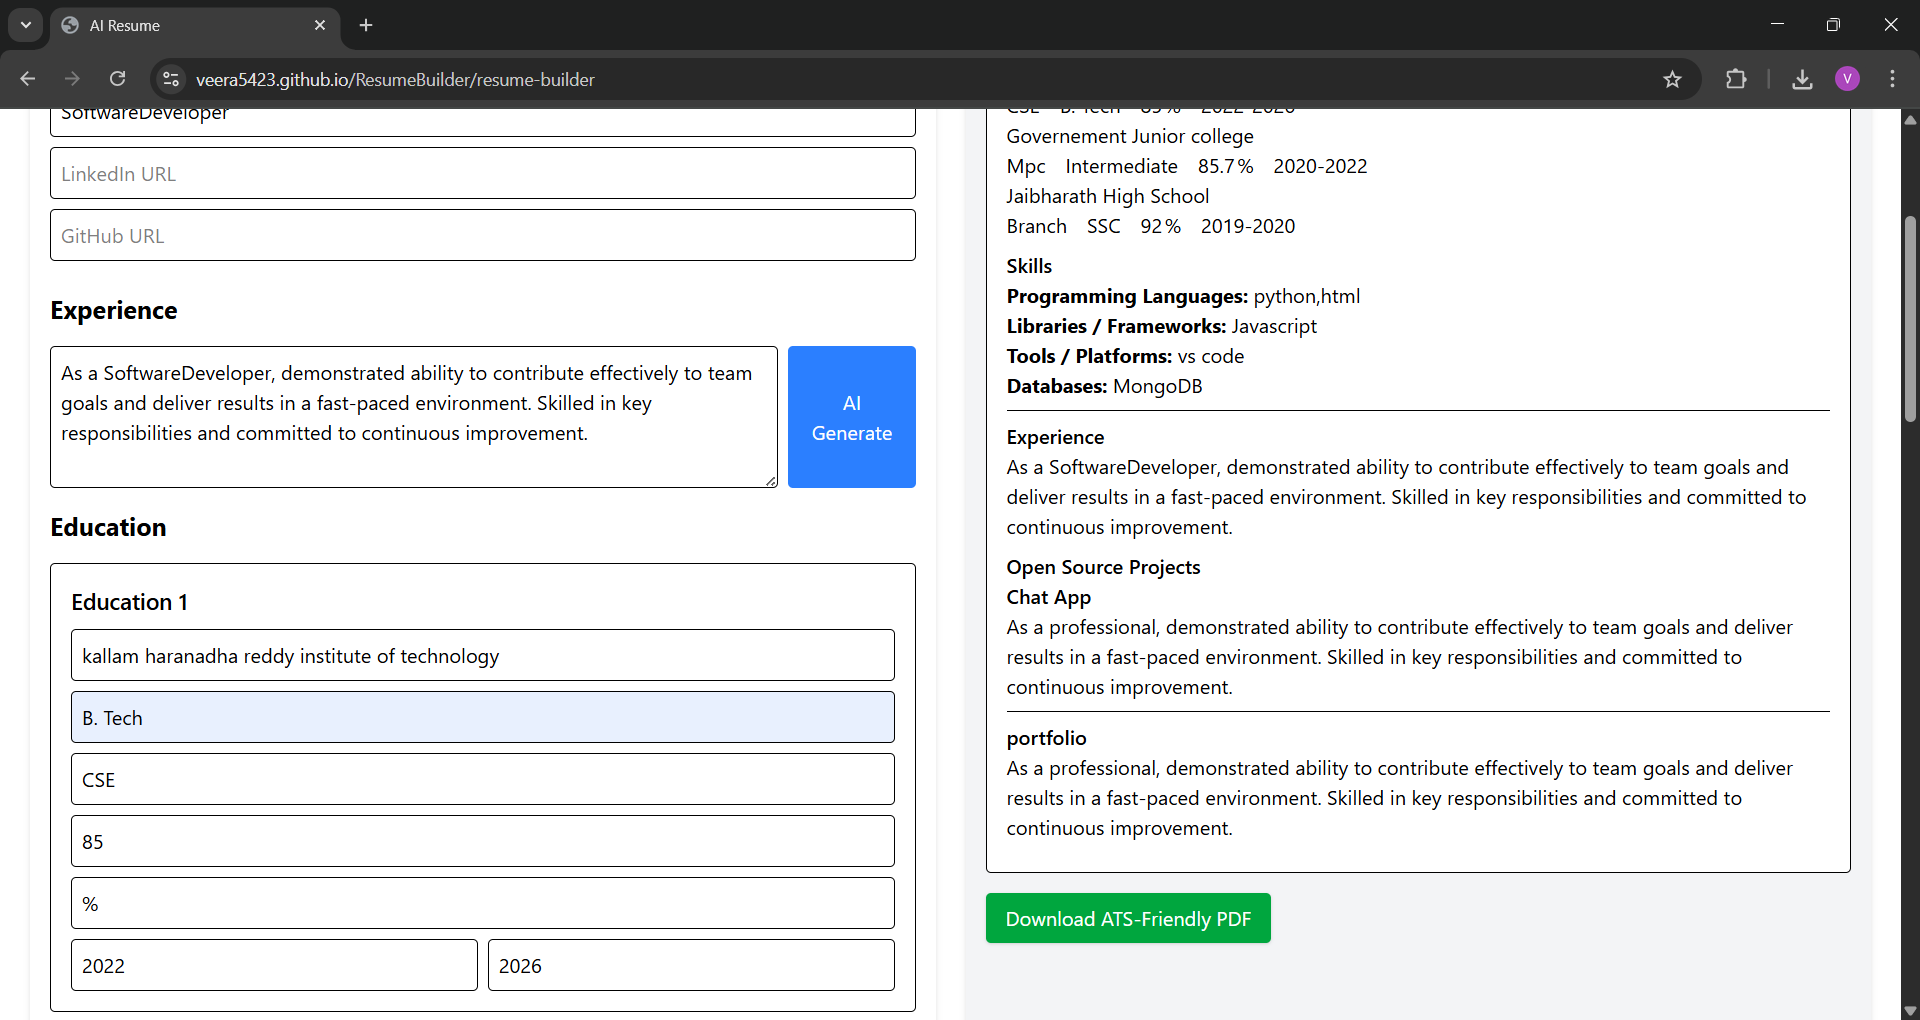 AI Resume
veera5423.github.io/ResumeBuilder/resume-builder
V
SoftwareDeveloper
LinkedIn URL
GitHub URL
Experience
As a SoftwareDeveloper, demonstrated ability to contribute effectively to team
goals and deliver results in a fast-paced environment. Skilled in key
responsibilities and committed to continuous improvement.
AI
Generate
Education
Education 1
kallam haranadha reddy institute of technology
B. Tech
CSE
85
%
2022
2026
CSE B. Tech 85% 2022-2026
Governement Junior college
Mpc Intermediate 85.7% 2020-2022
Jaibharath High School
Branch SSC 92% 2019-2020
Skills
Programming Languages: python,html
Libraries / Frameworks: Javascript
Tools / Platforms: vs code
Databases: MongoDB
Experience
As a SoftwareDeveloper, demonstrated ability to contribute effectively to team goals and
deliver results in a fast-paced environment. Skilled in key responsibilities and committed to
continuous improvement.
Open Source Projects
Chat App
As a professional, demonstrated ability to contribute effectively to team goals and deliver
results in a fast-paced environment. Skilled in key responsibilities and committed to
continuous improvement.
portfolio
As a professional, demonstrated ability to contribute effectively to team goals and deliver
results in a fast-paced environment. Skilled in key responsibilities and committed to
continuous improvement.
Download ATS-Friendly PDF